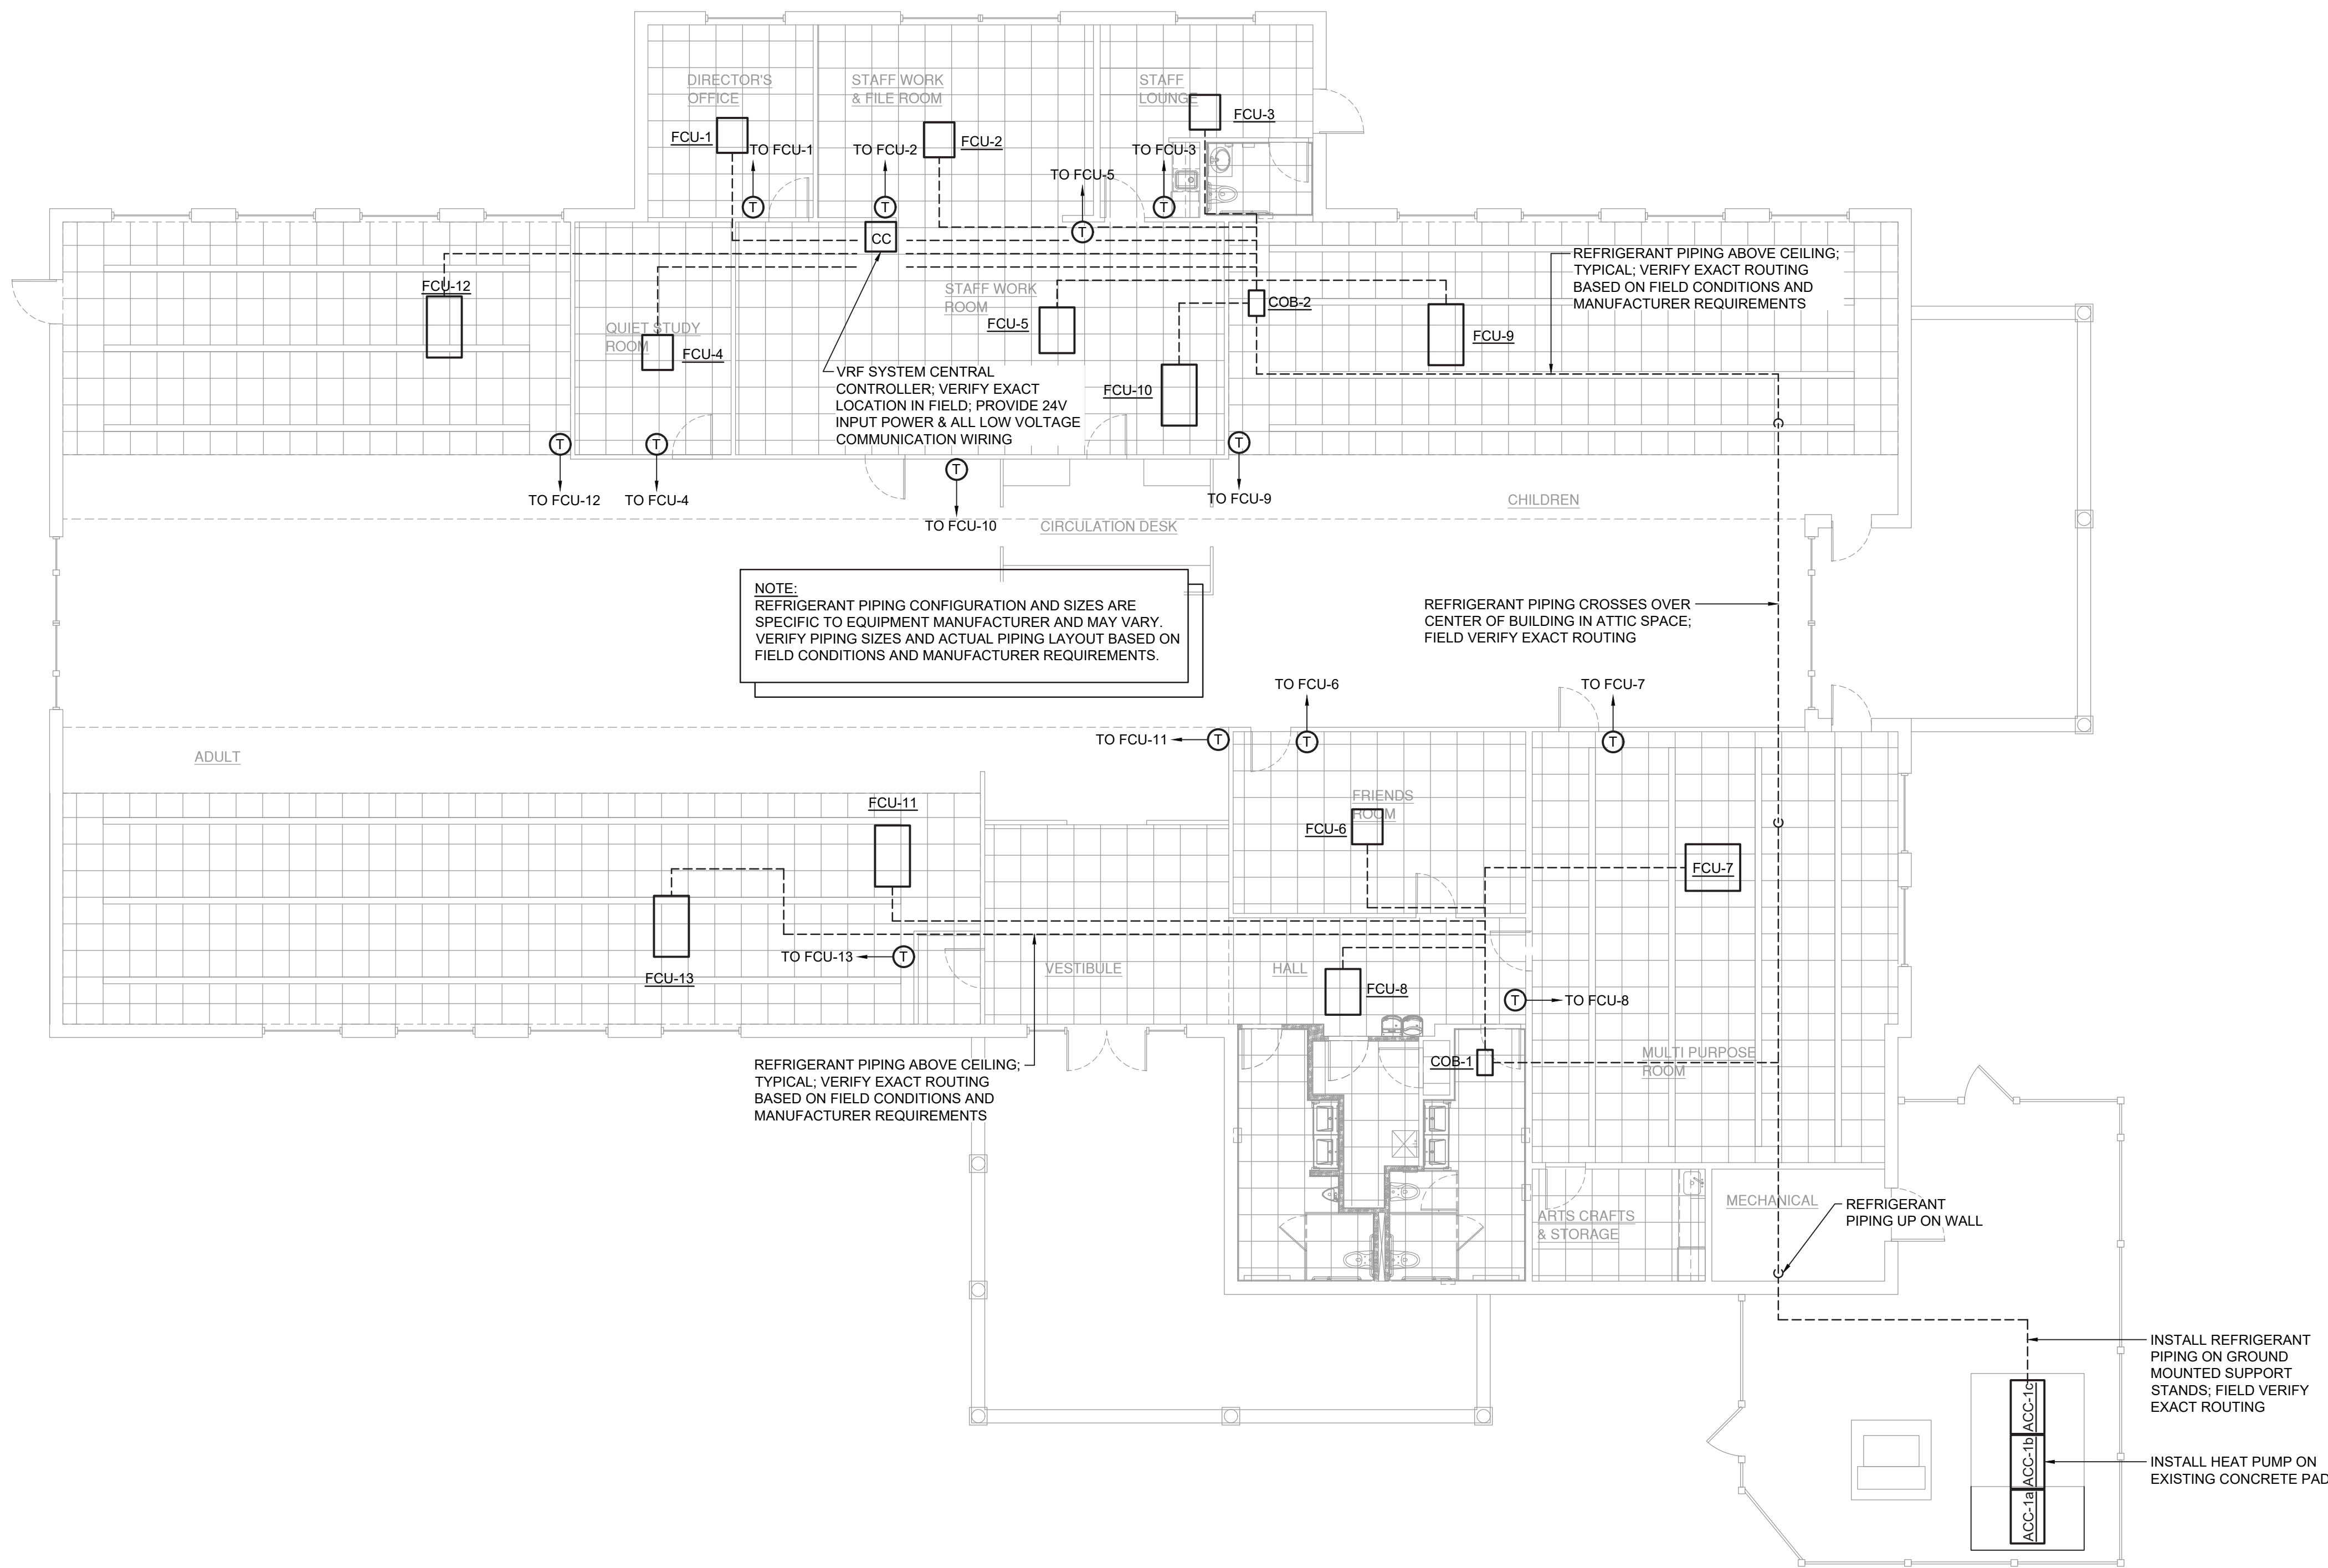 DIRECTOR'S
OFFICE
STAFF WORK
& FILE ROOM
STAFF
LOUNGE
FCU-1
FCU-2
FCU-3
TO FCU-1
TO FCU-2
TO FCU-5
TO FCU-3
T
T
T
T
CC
FCU-12
QUIET STUDY
ROOM
FCU-4
STAFF WORK
ROOM
FCU-5
FCU-10
COB-2
FCU-9
REFRIGERANT PIPING ABOVE CEILING;
TYPICAL; VERIFY EXACT ROUTING
BASED ON FIELD CONDITIONS AND
MANUFACTURER REQUIREMENTS
VRF SYSTEM CENTRAL
CONTROLLER; VERIFY EXACT
LOCATION IN FIELD; PROVIDE 24V
INPUT POWER & ALL LOW VOLTAGE
COMMUNICATION WIRING
T
T
T
T
TO FCU-12
TO FCU-4
TO FCU-10
TO FCU-9
CIRCULATION DESK
CHILDREN
NOTE:
REFRIGERANT PIPING CONFIGURATION AND SIZES ARE
SPECIFIC TO EQUIPMENT MANUFACTURER AND MAY VARY.
VERIFY PIPING SIZES AND ACTUAL PIPING LAYOUT BASED ON
FIELD CONDITIONS AND MANUFACTURER REQUIREMENTS.
REFRIGERANT PIPING CROSSES OVER
CENTER OF BUILDING IN ATTIC SPACE;
FIELD VERIFY EXACT ROUTING
TO FCU-6
TO FCU-7
TO FCU-11
T
T
T
ADULT
FCU-11
FRIENDS
ROOM
FCU-6
FCU-7
TO FCU-13
T
FCU-13
VESTIBULE
HALL
FCU-8
T
TO FCU-8
COB-1
MULTI PURPOSE
ROOM
REFRIGERANT PIPING ABOVE CEILING;
TYPICAL; VERIFY EXACT ROUTING
BASED ON FIELD CONDITIONS AND
MANUFACTURER REQUIREMENTS
ARTS CRAFTS
& STORAGE
MECHANICAL
REFRIGERANT
PIPING UP ON WALL
INSTALL REFRIGERANT
PIPING ON GROUND
MOUNTED SUPPORT
STANDS; FIELD VERIFY
EXACT ROUTING
ACC-1c
ACC-1b
ACC-1a
INSTALL HEAT PUMP ON
EXISTING CONCRETE PAD